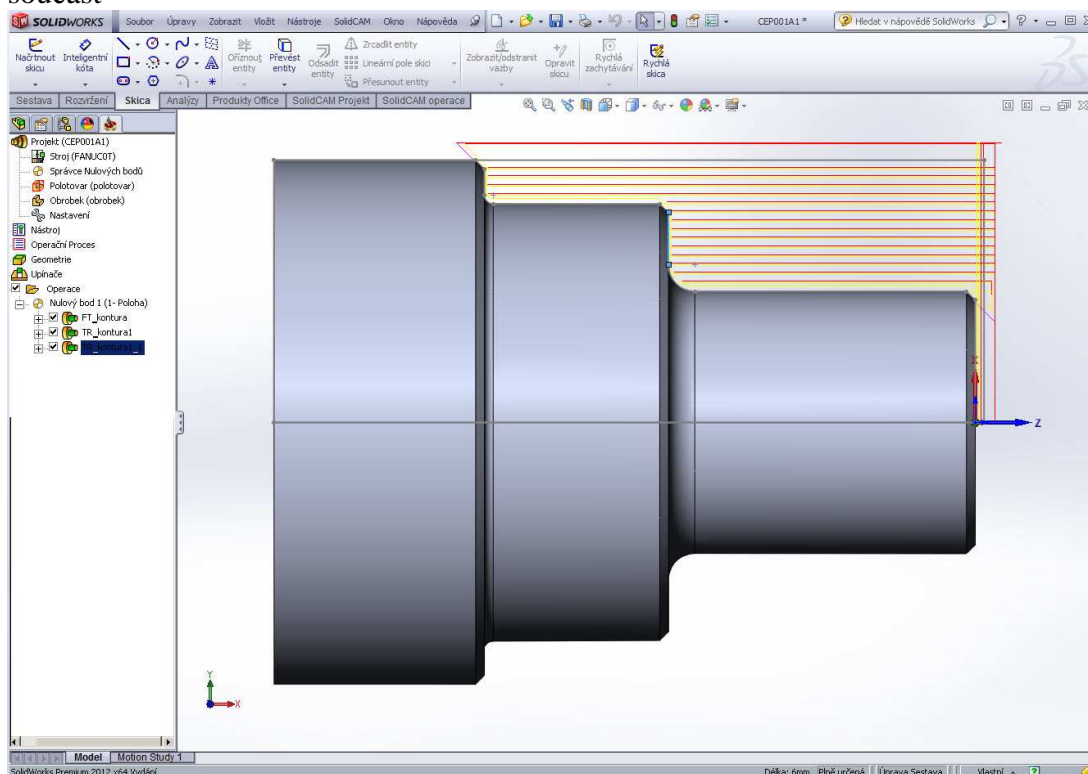 součást
SOLIDWORKS Soubor Úpravy Zobrazit Vložit Nástroje SolidCAM Okno Nápověda CEP001A1 * Hledat v nápovědě SolidWorks
Načrtnout skicu Inteligentní kóta Oříznout entity Převést entity Odsadit entity Zrcadlit entity Lineární pole skici Přesunout entity Zobrazit/odstranit vazby Opravit skicu Rychlá zachytávání Rychlá skica
Sestava Rozvržení Skica Analýzy Produkty Office SolidCAM Projekt SolidCAM operace
Projekt (CEP001A1)
Stroj (FANUC0T)
Správce Nulových bodů
Polotovar (polotovar)
Obrobek (obrobek)
Nastavení
Nástroj
Operační Proces
Geometrie
Upínače
Operace
Nulový bod 1 (1- Poloha)
FT_kontura
TR_kontura1
TR_kontura1_1
X
Z
Y
X
Model Motion Study 1
SolidWorks Premium 2012 x64 Vydání Délka: 6mm Plně určená Úprava Sestava Vlastní